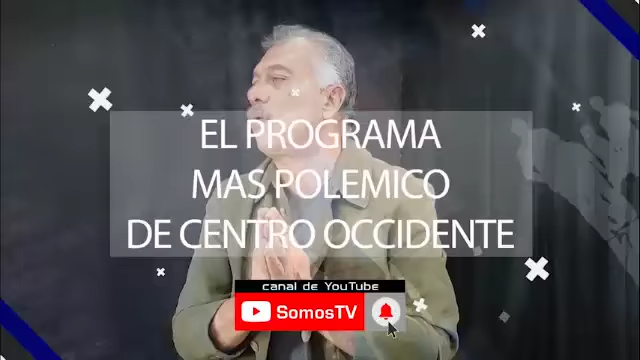 EL PROGRAMA
MAS POLEMICO
DE CENTRO OCCIDENTE
canal de YouTube
SomosTV